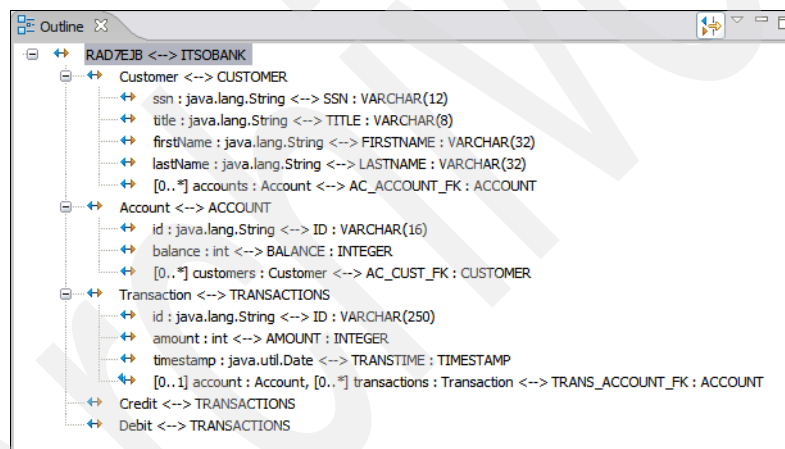 Outline
RAD7EJB <--> ITSOBANK
Customer <--> CUSTOMER
ssn : java.lang.String <--> SSN : VARCHAR(12)
title : java.lang.String <--> TITLE : VARCHAR(8)
firstName : java.lang.String <--> FIRSTNAME : VARCHAR(32)
lastName : java.lang.String <--> LASTNAME : VARCHAR(32)
[0..*] accounts : Account <--> AC_ACCOUNT_FK : ACCOUNT
Account <--> ACCOUNT
id : java.lang.String <--> ID : VARCHAR(16)
balance : int <--> BALANCE : INTEGER
[0..*] customers : Customer <--> AC_CUST_FK : CUSTOMER
Transaction <--> TRANSACTIONS
id : java.lang.String <--> ID : VARCHAR(250)
amount : int <--> AMOUNT : INTEGER
timestamp : java.util.Date <--> TRANSTIME : TIMESTAMP
[0..1] account : Account, [0..*] transactions : Transaction <--> TRANS_ACCOUNT_FK : ACCOUNT
Credit <--> TRANSACTIONS
Debit <--> TRANSACTIONS